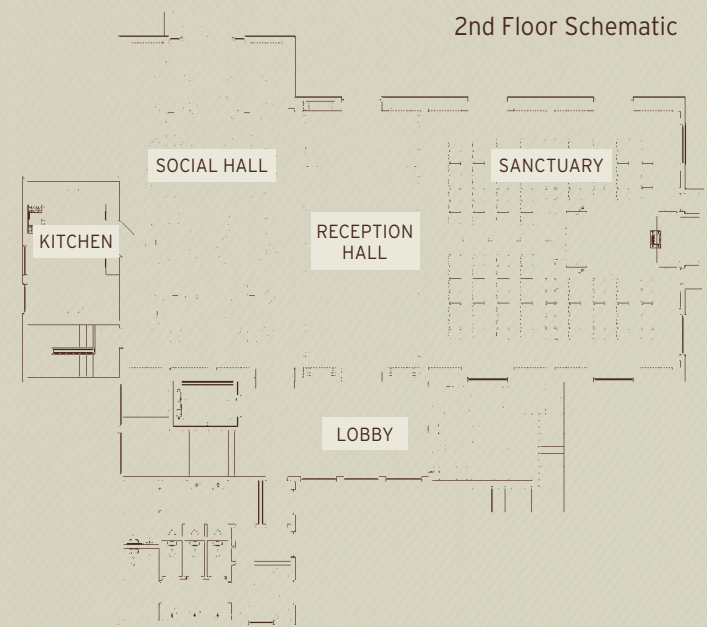 2nd Floor Schematic
SOCIAL HALL
SANCTUARY
KITCHEN
RECEPTION
HALL
LOBBY